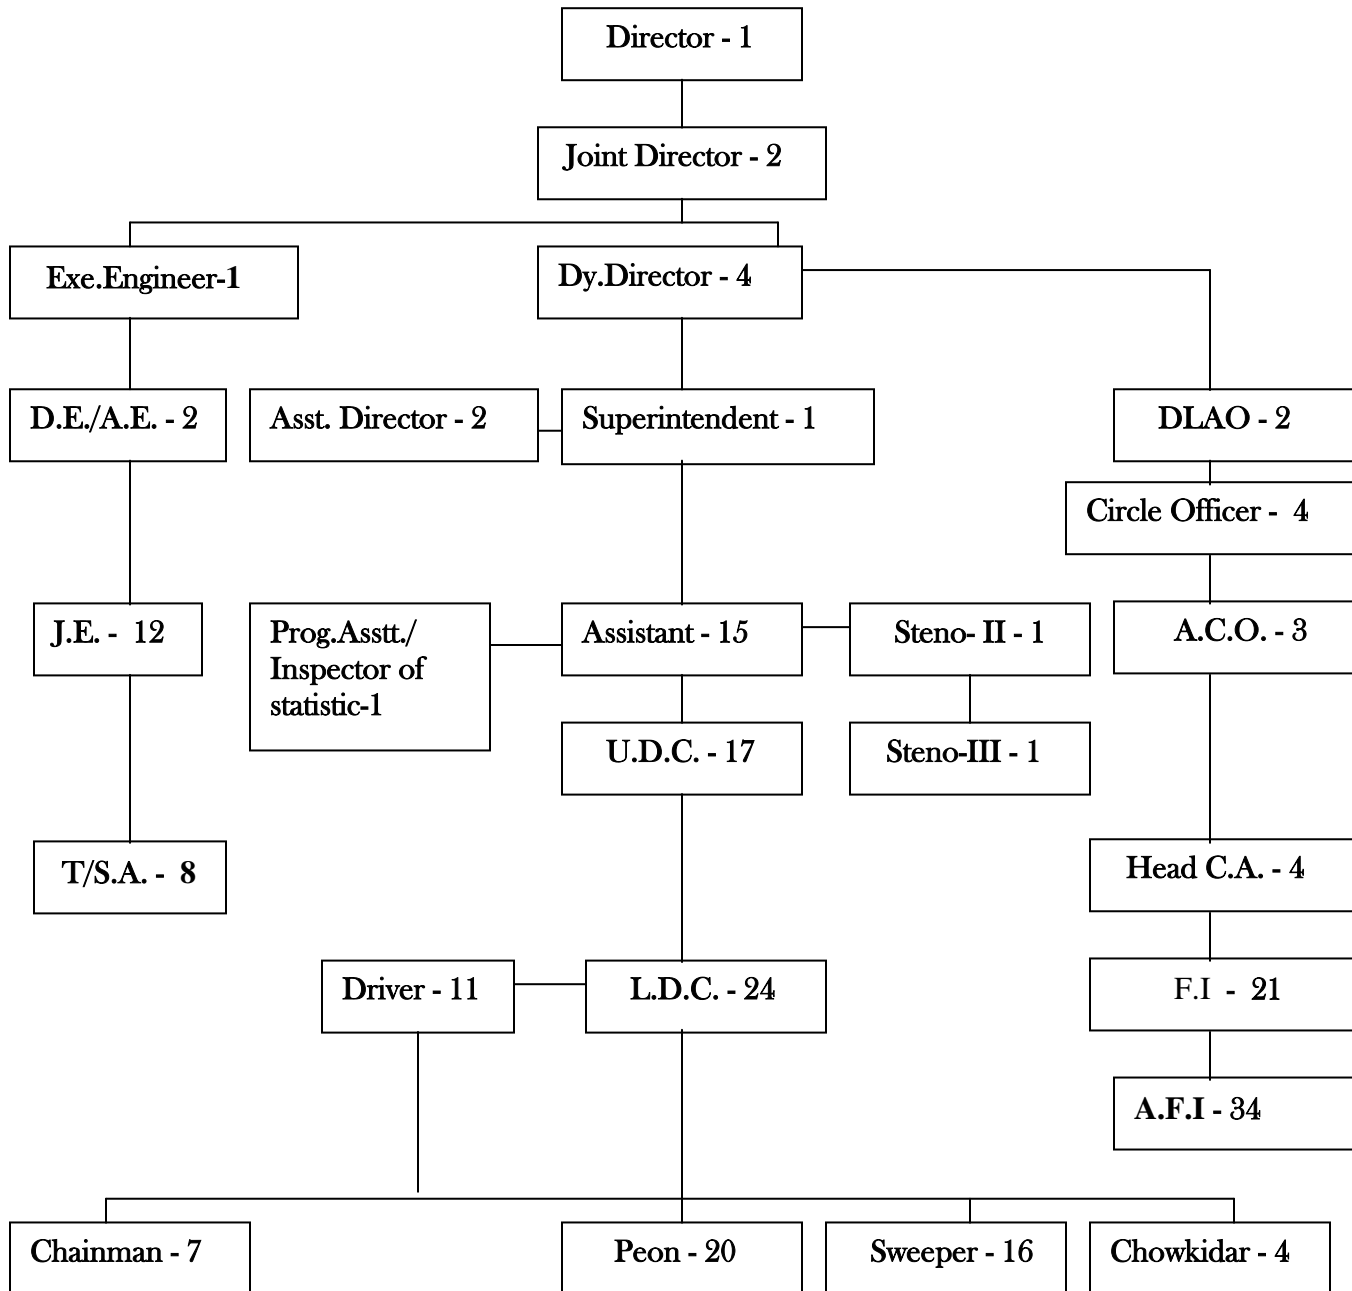 Director - 1
Joint Director - 2
Exe.Engineer-1
Dy.Director - 4
D.E./A.E. - 2
Asst. Director - 2
Superintendent - 1
DLAO - 2
Circle Officer - 4
J.E. - 12
Prog.Asstt./
Inspector of
statistic-1
Assistant - 15
Steno- II - 1
A.C.O. - 3
U.D.C. - 17
Steno-III - 1
T/S.A. - 8
Head C.A. - 4
Driver - 11
L.D.C. - 24
F.I - 21
A.F.I - 34
Chainman - 7
Peon - 20
Sweeper - 16
Chowkidar - 4